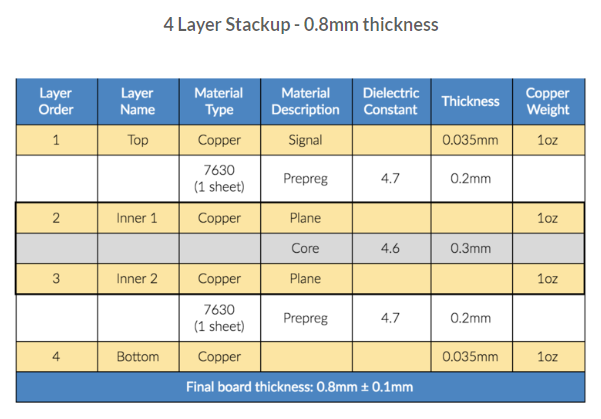 4 Layer Stackup - 0.8mm thickness
Layer Order Layer Name Material Type Material Description Dielectric Constant Thickness Copper Weight
1 Top Copper Signal 0.035mm 1oz
7630 (1 sheet) Prepreg 4.7 0.2mm
2 Inner 1 Copper Plane 1oz
Core 4.6 0.3mm
3 Inner 2 Copper Plane 1oz
7630 (1 sheet) Prepreg 4.7 0.2mm
4 Bottom Copper 0.035mm 1oz
Final board thickness: 0.8mm ± 0.1mm